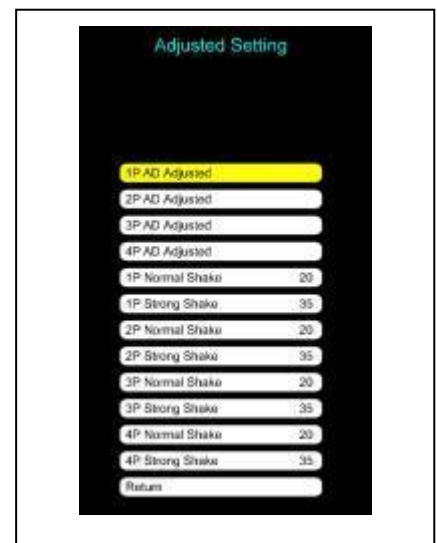 Adjusted Setting
1P AD Adjusted
2P AD Adjusted
3P AD Adjusted
4P AD Adjusted
1P Normal Shake 20
1P Strong Shake 35
2P Normal Shake 20
2P Strong Shake 35
3P Normal Shake 20
3P Strong Shake 35
4P Normal Shake 20
4P Strong Shake 35
Return